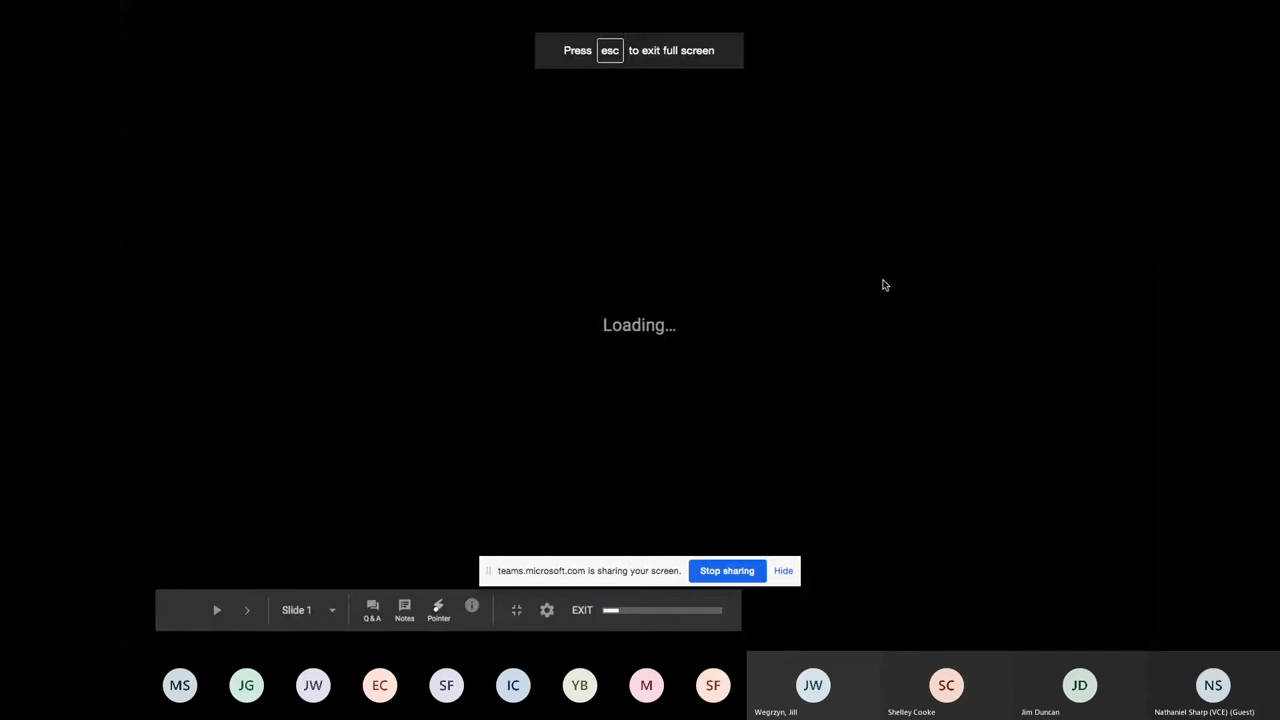 Press esc to exit full screen
Loading...
teams.microsoft.com is sharing your screen. Stop sharing Hide
Slide 1 Q&A Notes Pointer EXIT
MS JG JW EC SF IC YB M SF JW SC JD NS
Wegrzyn, Jill Shelley Cooke Jim Duncan Nathaniel Sharp (VCE) (Guest)